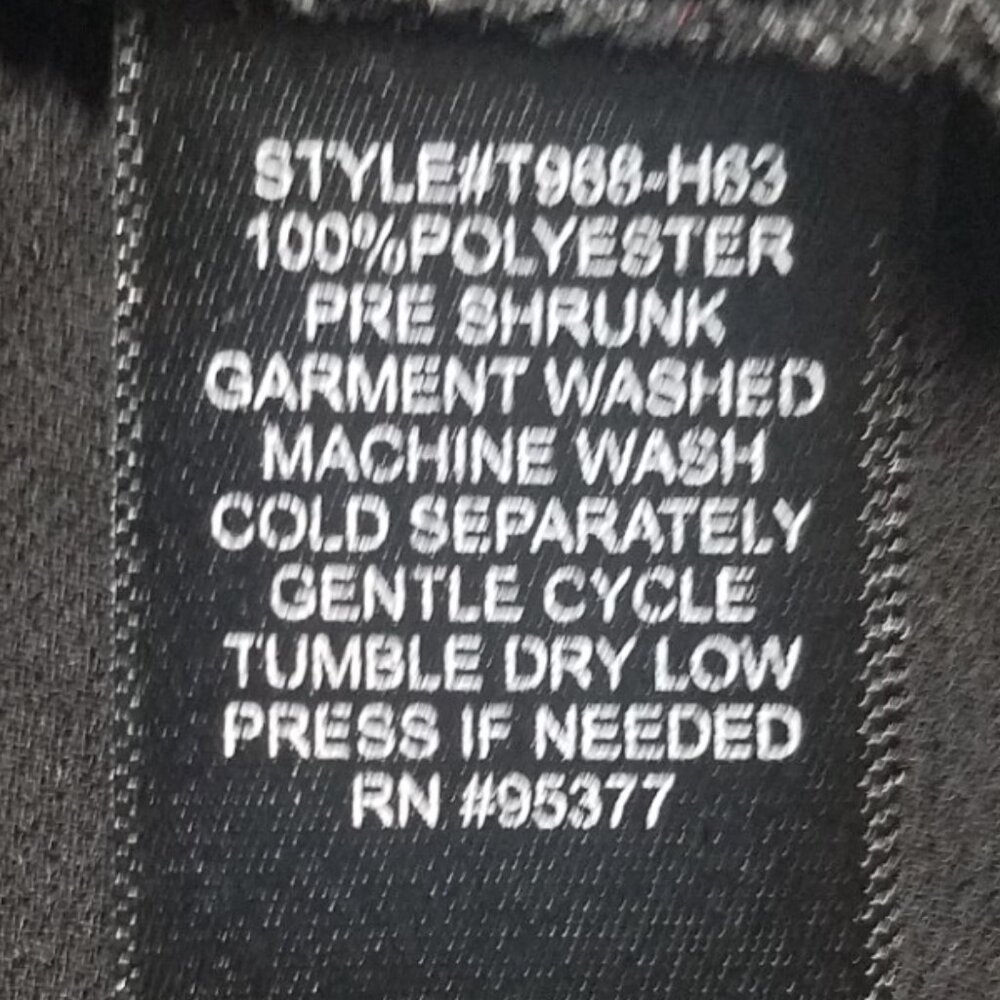 STYLE#T968-H63
100%POLYESTER
PRE SHRUNK
GARMENT WASHED
MACHINE WASH
COLD SEPARATELY
GENTLE CYCLE
TUMBLE DRY LOW
PRESS IF NEEDED
RN #95377